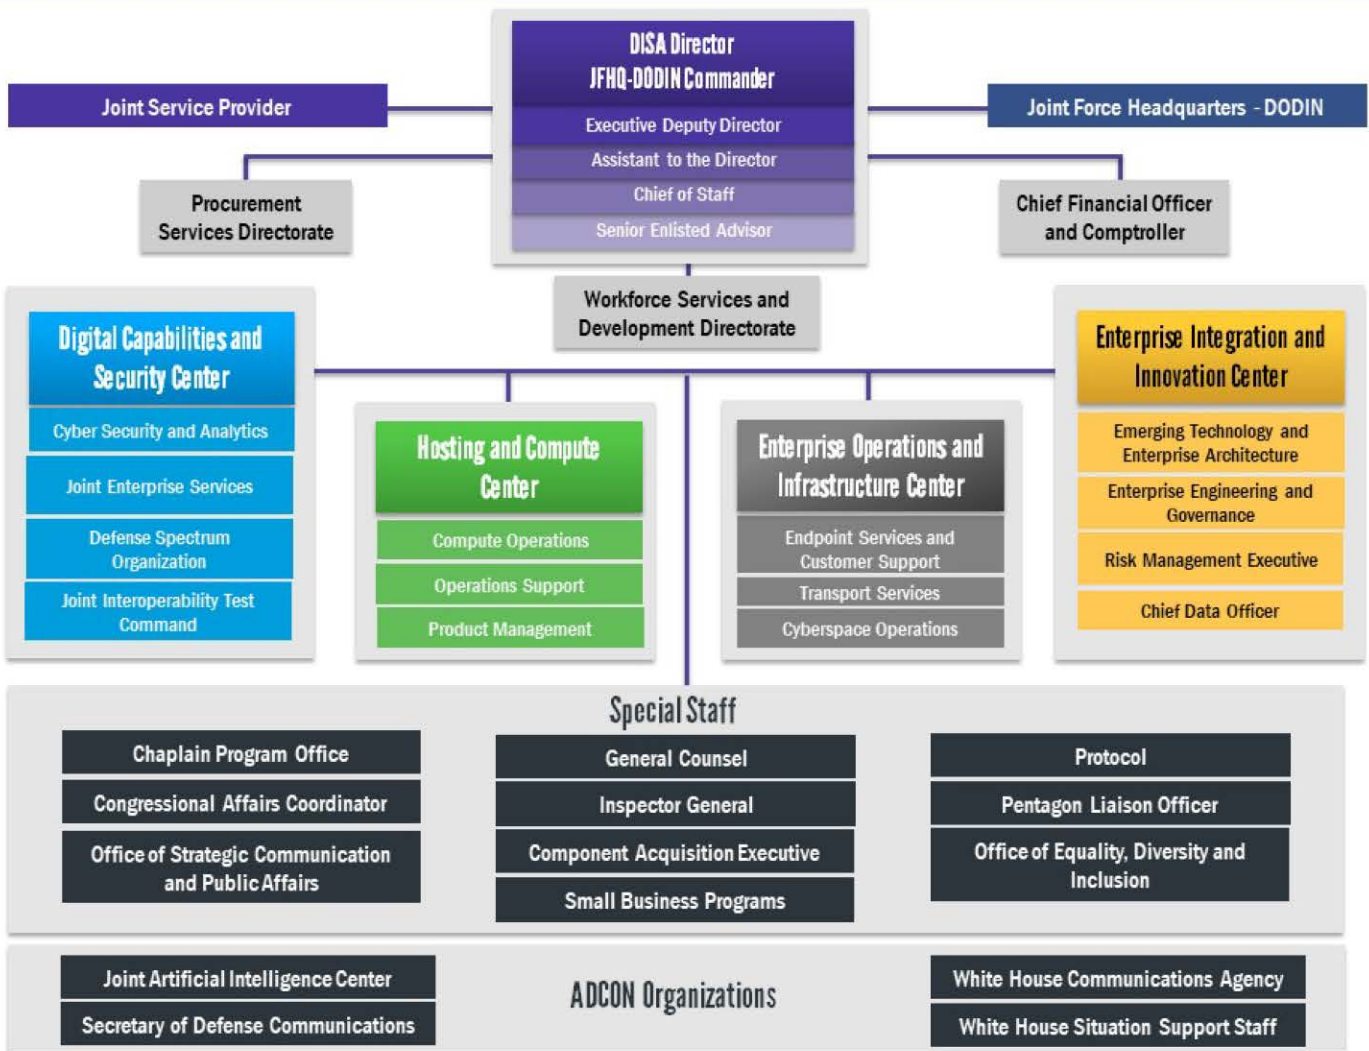 DISA Director
JFHQ-DODIN Commander
Executive Deputy Director
Assistant to the Director
Chief of Staff
Senior Enlisted Advisor
Joint Service Provider
Joint Force Headquarters - DODIN
Procurement
Services Directorate
Chief Financial Officer
and Comptroller
Workforce Services and
Development Directorate
Digital Capabilities and
Security Center
Cyber Security and Analytics
Joint Enterprise Services
Defense Spectrum
Organization
Joint Interoperability Test
Command
Hosting and Compute
Center
Compute Operations
Operations Support
Product Management
Enterprise Operations and
Infrastructure Center
Endpoint Services and
Customer Support
Transport Services
Cyberspace Operations
Enterprise Integration and
Innovation Center
Emerging Technology and
Enterprise Architecture
Enterprise Engineering and
Governance
Risk Management Executive
Chief Data Officer
Special Staff
Chaplain Program Office
Congressional Affairs Coordinator
Office of Strategic Communication
and Public Affairs
General Counsel
Inspector General
Component Acquisition Executive
Small Business Programs
Protocol
Pentagon Liaison Officer
Office of Equality, Diversity and
Inclusion
ADCON Organizations
Joint Artificial Intelligence Center
Secretary of Defense Communications
White House Communications Agency
White House Situation Support Staff